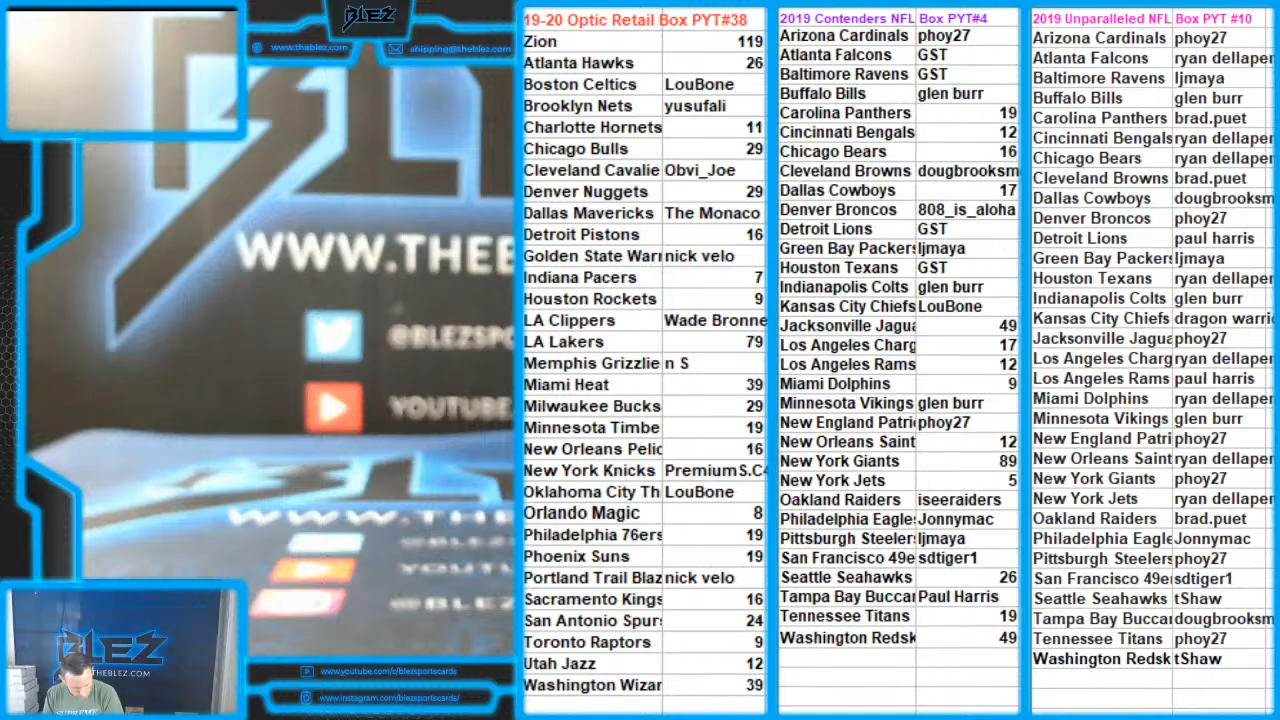 BLEZ
www.theblez.com
shipping@theblez.com
WWW.THEB
@BLEZSPO
YOUTUBE.
WWW.TH
@BLEZ
YOUT
@BLEZ
BLEZ
THEBLEZ.COM
SUPREME
www.youtube.com/c/blezsportscards
www.instagram.com/blezsportscards/
19-20 Optic Retail Box PYT#38
Zion 119
Atlanta Hawks 26
Boston Celtics LouBone
Brooklyn Nets yusufali
Charlotte Hornets 11
Chicago Bulls 29
Cleveland Cavalie Obvi_Joe
Denver Nuggets 29
Dallas Mavericks The Monaco
Detroit Pistons 16
Golden State Warr nick velo
Indiana Pacers 7
Houston Rockets 9
LA Clippers Wade Bronne
LA Lakers 79
Memphis Grizzlie n S
Miami Heat 39
Milwaukee Bucks 29
Minnesota Timbe 19
New Orleans Pelic 16
New York Knicks PremiumS.C4
Oklahoma City Th LouBone
Orlando Magic 8
Philadelphia 76ers 19
Phoenix Suns 19
Portland Trail Blaz nick velo
Sacramento Kings 16
San Antonio Spurs 24
Toronto Raptors 9
Utah Jazz 12
Washington Wizar 39
2019 Contenders NFL Box PYT#4
Arizona Cardinals phoy27
Atlanta Falcons GST
Baltimore Ravens GST
Buffalo Bills glen burr
Carolina Panthers 19
Cincinnati Bengals 12
Chicago Bears 16
Cleveland Browns dougbrooksm
Dallas Cowboys 17
Denver Broncos 808_is_aloha
Detroit Lions GST
Green Bay Packers ljmaya
Houston Texans GST
Indianapolis Colts glen burr
Kansas City Chiefs LouBone
Jacksonville Jagua 49
Los Angeles Charg 17
Los Angeles Rams 12
Miami Dolphins 9
Minnesota Vikings glen burr
New England Patri phoy27
New Orleans Saint 12
New York Giants 89
New York Jets 5
Oakland Raiders iseeraiders
Philadelphia Eagle Jonnymac
Pittsburgh Steelers ljmaya
San Francisco 49e sdtiger1
Seattle Seahawks 26
Tampa Bay Buccar Paul Harris
Tennessee Titans 19
Washington Redsk 49
2019 Unparalleled NFL Box PYT #10
Arizona Cardinals phoy27
Atlanta Falcons ryan dellaper
Baltimore Ravens ljmaya
Buffalo Bills glen burr
Carolina Panthers brad.puet
Cincinnati Bengals ryan dellaper
Chicago Bears ryan dellaper
Cleveland Browns brad.puet
Dallas Cowboys dougbrooksm
Denver Broncos phoy27
Detroit Lions paul harris
Green Bay Packers ljmaya
Houston Texans ryan dellaper
Indianapolis Colts glen burr
Kansas City Chiefs dragon warri
Jacksonville Jagua phoy27
Los Angeles Charg ryan dellaper
Los Angeles Rams paul harris
Miami Dolphins ryan dellaper
Minnesota Vikings glen burr
New England Patri phoy27
New Orleans Saint ryan dellaper
New York Giants phoy27
New York Jets ryan dellaper
Oakland Raiders brad.puet
Philadelphia Eagle Jonnymac
Pittsburgh Steelers phoy27
San Francisco 49er sdtiger1
Seattle Seahawks tShaw
Tampa Bay Buccar dougbrooksm
Tennessee Titans phoy27
Washington Redsk tShaw